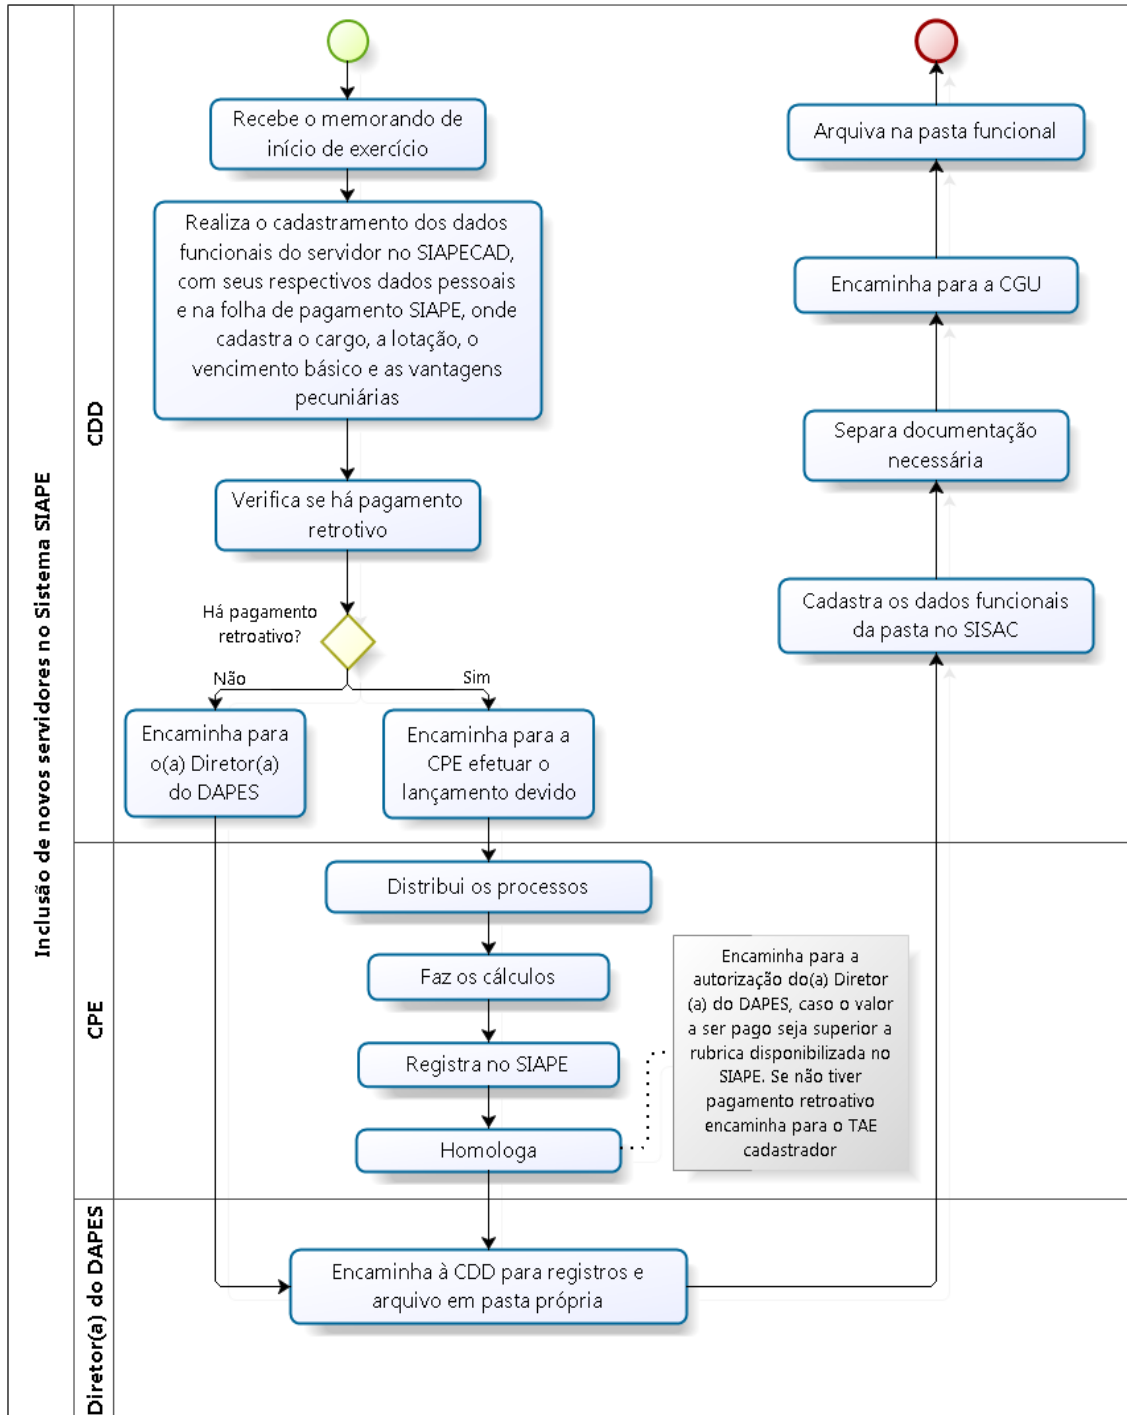 Inclusão de novos servidores no Sistema SIAPE
CDD
Recebe o memorando de
início de exercício
Realiza o cadastramento dos dados
funcionais do servidor no SIAPECAD,
com seus respectivos dados pessoais
e na folha de pagamento SIAPE, onde
cadastra o cargo, a lotação, o
vencimento básico e as vantagens
pecuniárias
Verifica se há pagamento
retrotivo
Há pagamento
retroativo?
Não
Sim
Encaminha para
o(a) Diretor(a)
do DAPES
Encaminha para a
CPE efetuar o
lançamento devido
Arquiva na pasta funcional
Encaminha para a CGU
Separa documentação
necessária
Cadastra os dados funcionais
da pasta no SISAC
CPE
Distribui os processos
Faz os cálculos
Registra no SIAPE
Homologa
Encaminha para a
autorização do(a) Diretor
(a) do DAPES, caso o valor
a ser pago seja superior a
rubrica disponibilizada no
SIAPE. Se não tiver
pagamento retroativo
encaminha para o TAE
cadastrador
Diretor(a) do DAPES
Encaminha à CDD para registros e
arquivo em pasta própria